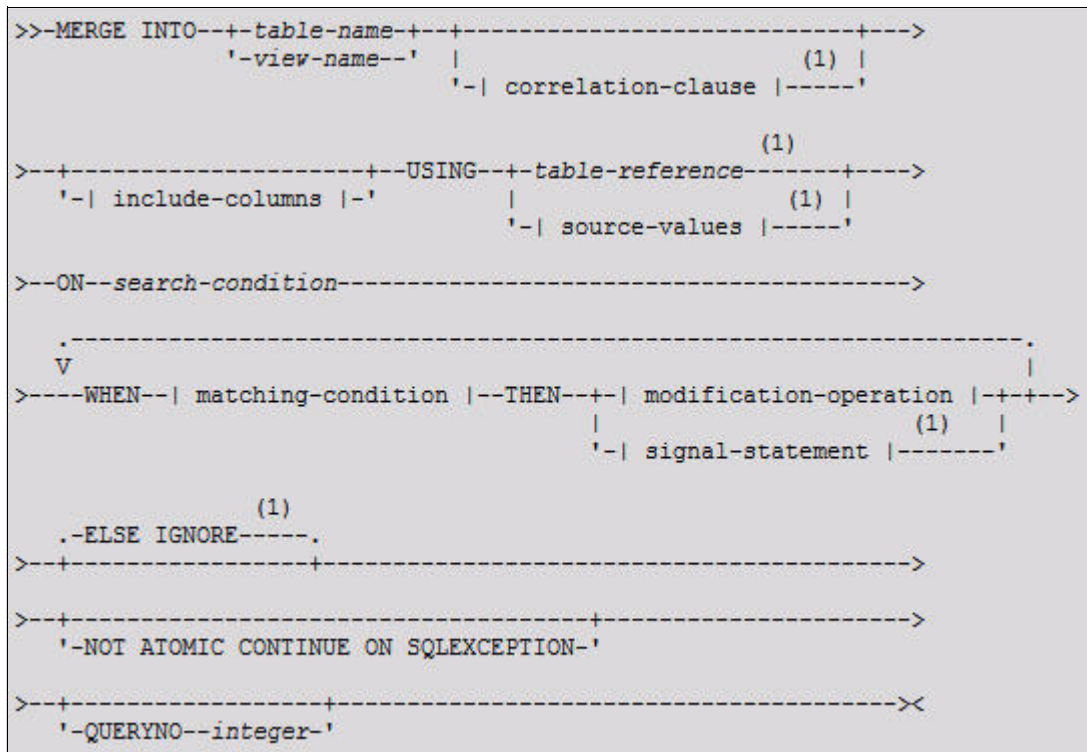 >>-MERGE INTO--+-table-name-+--+----------------------------+--->
'-view-name--' | (1) |
'-| correlation-clause |-----'
(1)
>--+---------------------+--USING--+-table-reference-------+---->
'-| include-columns |-' | (1) |
'-| source-values |-----'
>--ON--search-condition----------------------------------------->
.---------------------------------------------------------------------.
V |
>----WHEN--| matching-condition |--THEN--+-| modification-operation |-+-+-->
| (1) |
'-| signal-statement |-------'
(1)
.-ELSE IGNORE-----.
>--+-----------------+------------------------------------------>
>--+-------------------------------------+---------------------->
'-NOT ATOMIC CONTINUE ON SQLEXCEPTION-'
>--+------------------+----------------------------------------><
'-QUERYNO--integer-'